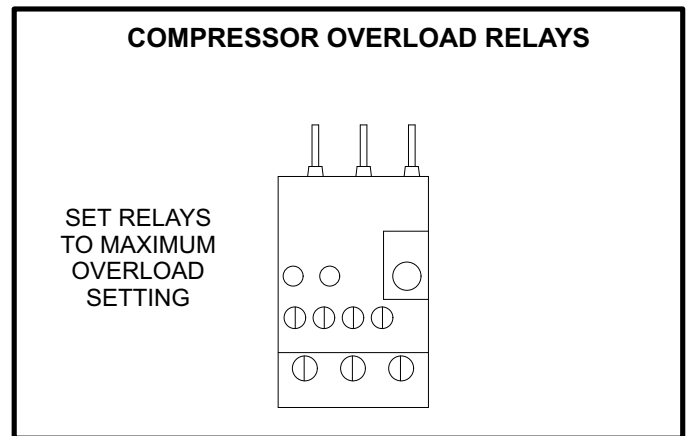 COMPRESSOR OVERLOAD RELAYS
SET RELAYS
TO MAXIMUM
OVERLOAD
SETTING